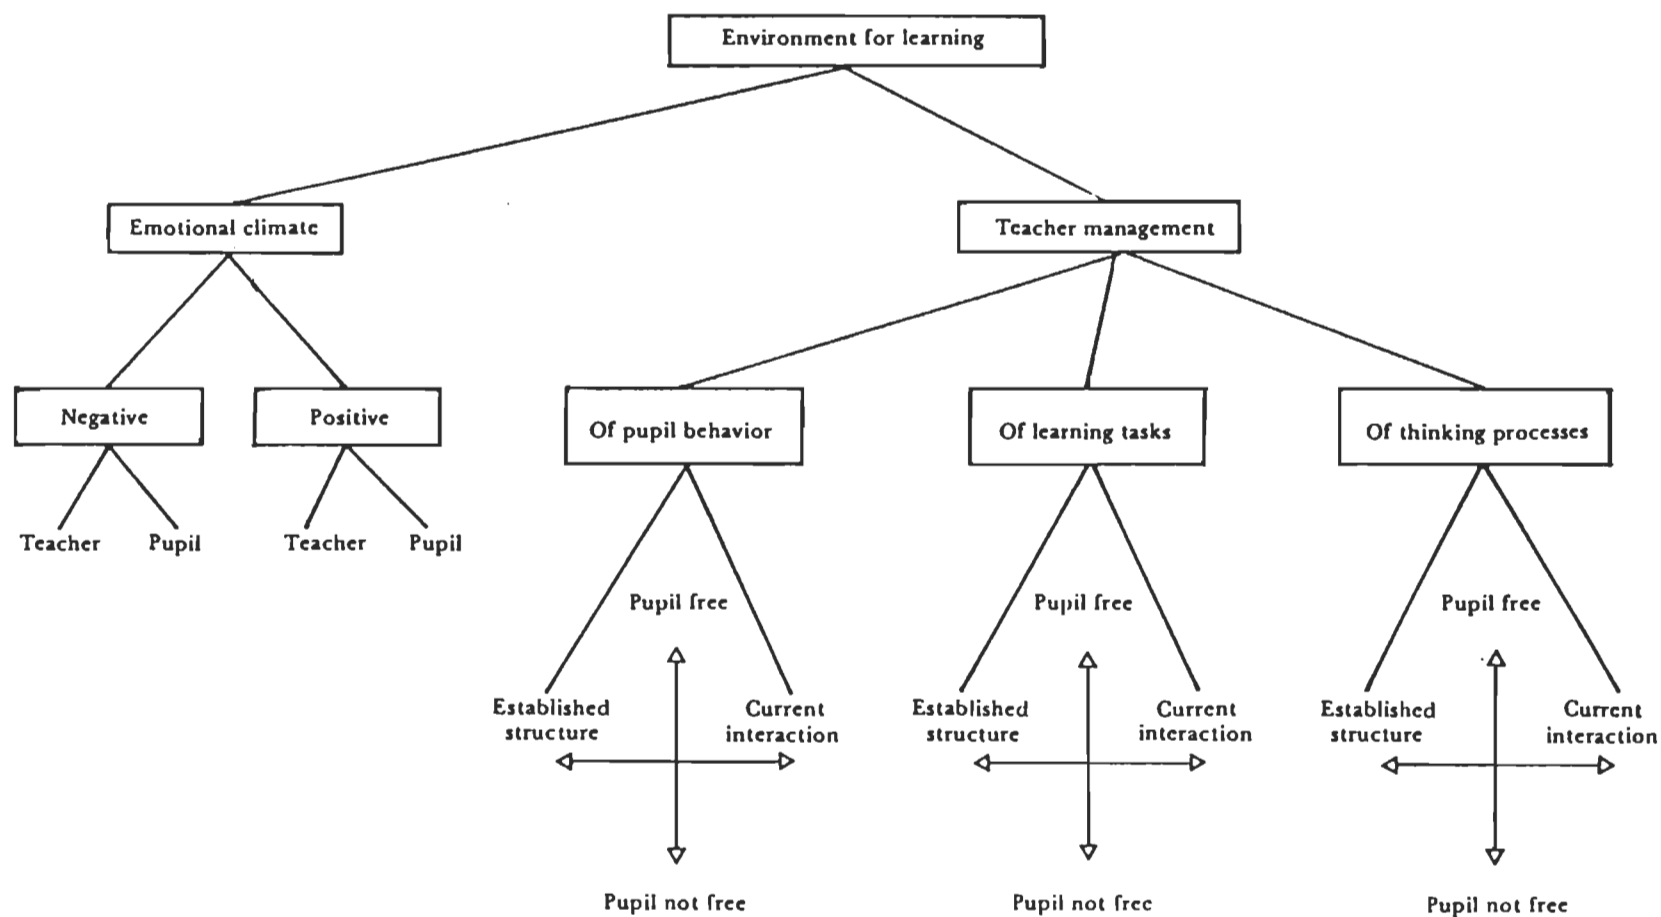 Environment for learning
Emotional climate
Teacher management
Negative
Positive
Of pupil behavior
Of learning tasks
Of thinking processes
Teacher
Pupil
Teacher
Pupil
Pupil free
Pupil free
Pupil free
Established
structure
Current
interaction
Established
structure
Current
interaction
Established
structure
Current
interaction
Pupil not free
Pupil not free
Pupil not free